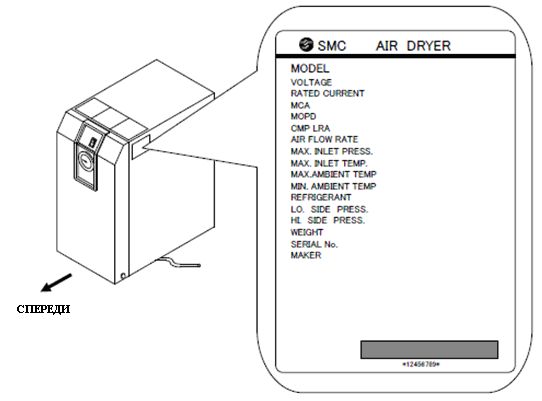 SMC AIR DRYER
MODEL
VOLTAGE
RATED CURRENT
MCA
MOPD
CMP LRA
AIR FLOW RATE
MAX. INLET PRESS.
MAX. INLET TEMP.
MAX.AMBIENT TEMP
MIN. AMBIENT TEMP
REFRIGERANT
LO. SIDE PRESS.
HI. SIDE PRESS.
WEIGHT
SERIAL No.
MAKER
*12456789*
СПЕРЕДИ